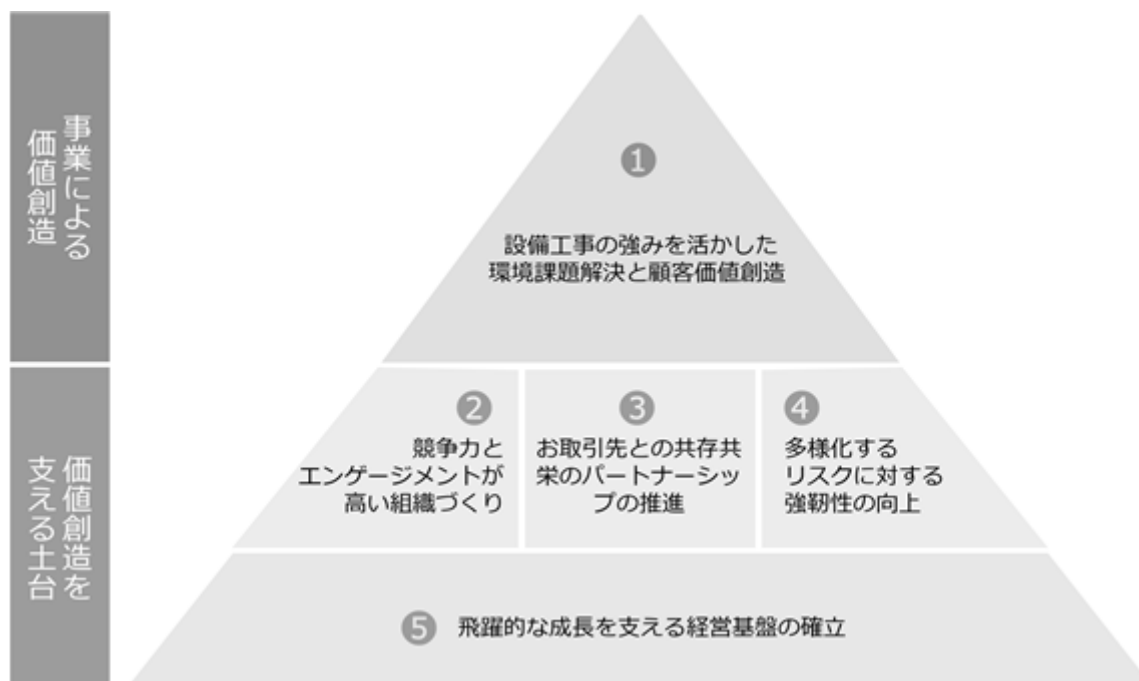 事業による
価値創造
❶
設備工事の強みを活かした
環境課題解決と顧客価値創造
価値創造を
支える土台
❷
競争力と
エンゲージメントが
高い組織づくり
❸
お取引先との共存共
栄のパートナーシッ
プの推進
❹
多様化する
リスクに対する
強靭性の向上
❺ 飛躍的な成長を支える経営基盤の確立